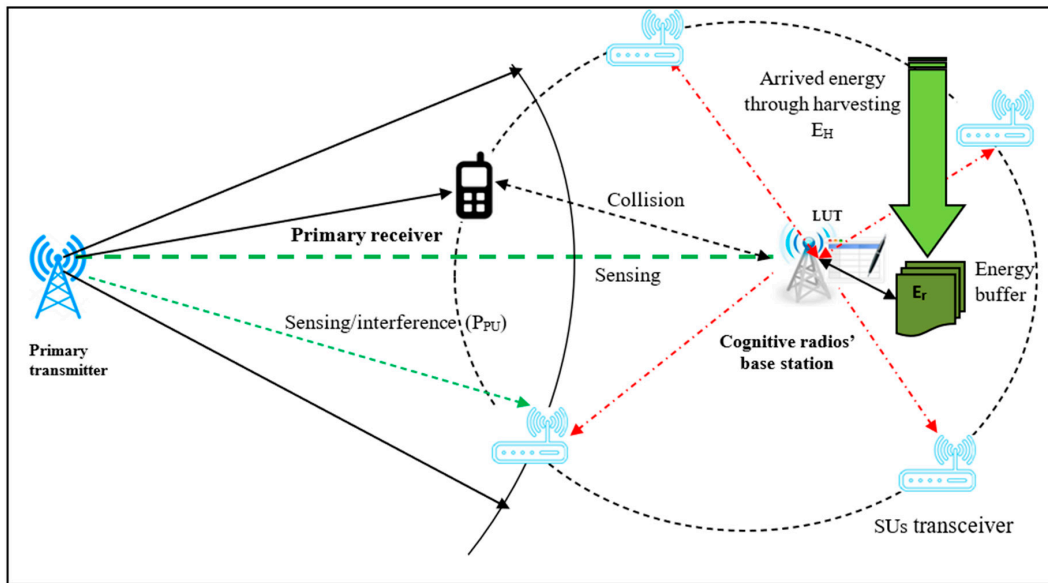 Arrived energy
through harvesting
E_H
Collision
LUT
Primary receiver
Sensing
E_r
Energy
buffer
Sensing/interference (P_PU)
Primary
transmitter
Cognitive radios'
base station
SUs transceiver